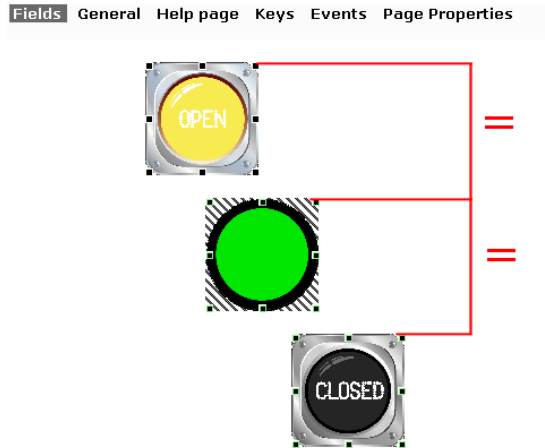 Fields General Help page Keys Events Page Properties
OPEN
=
=
CLOSED